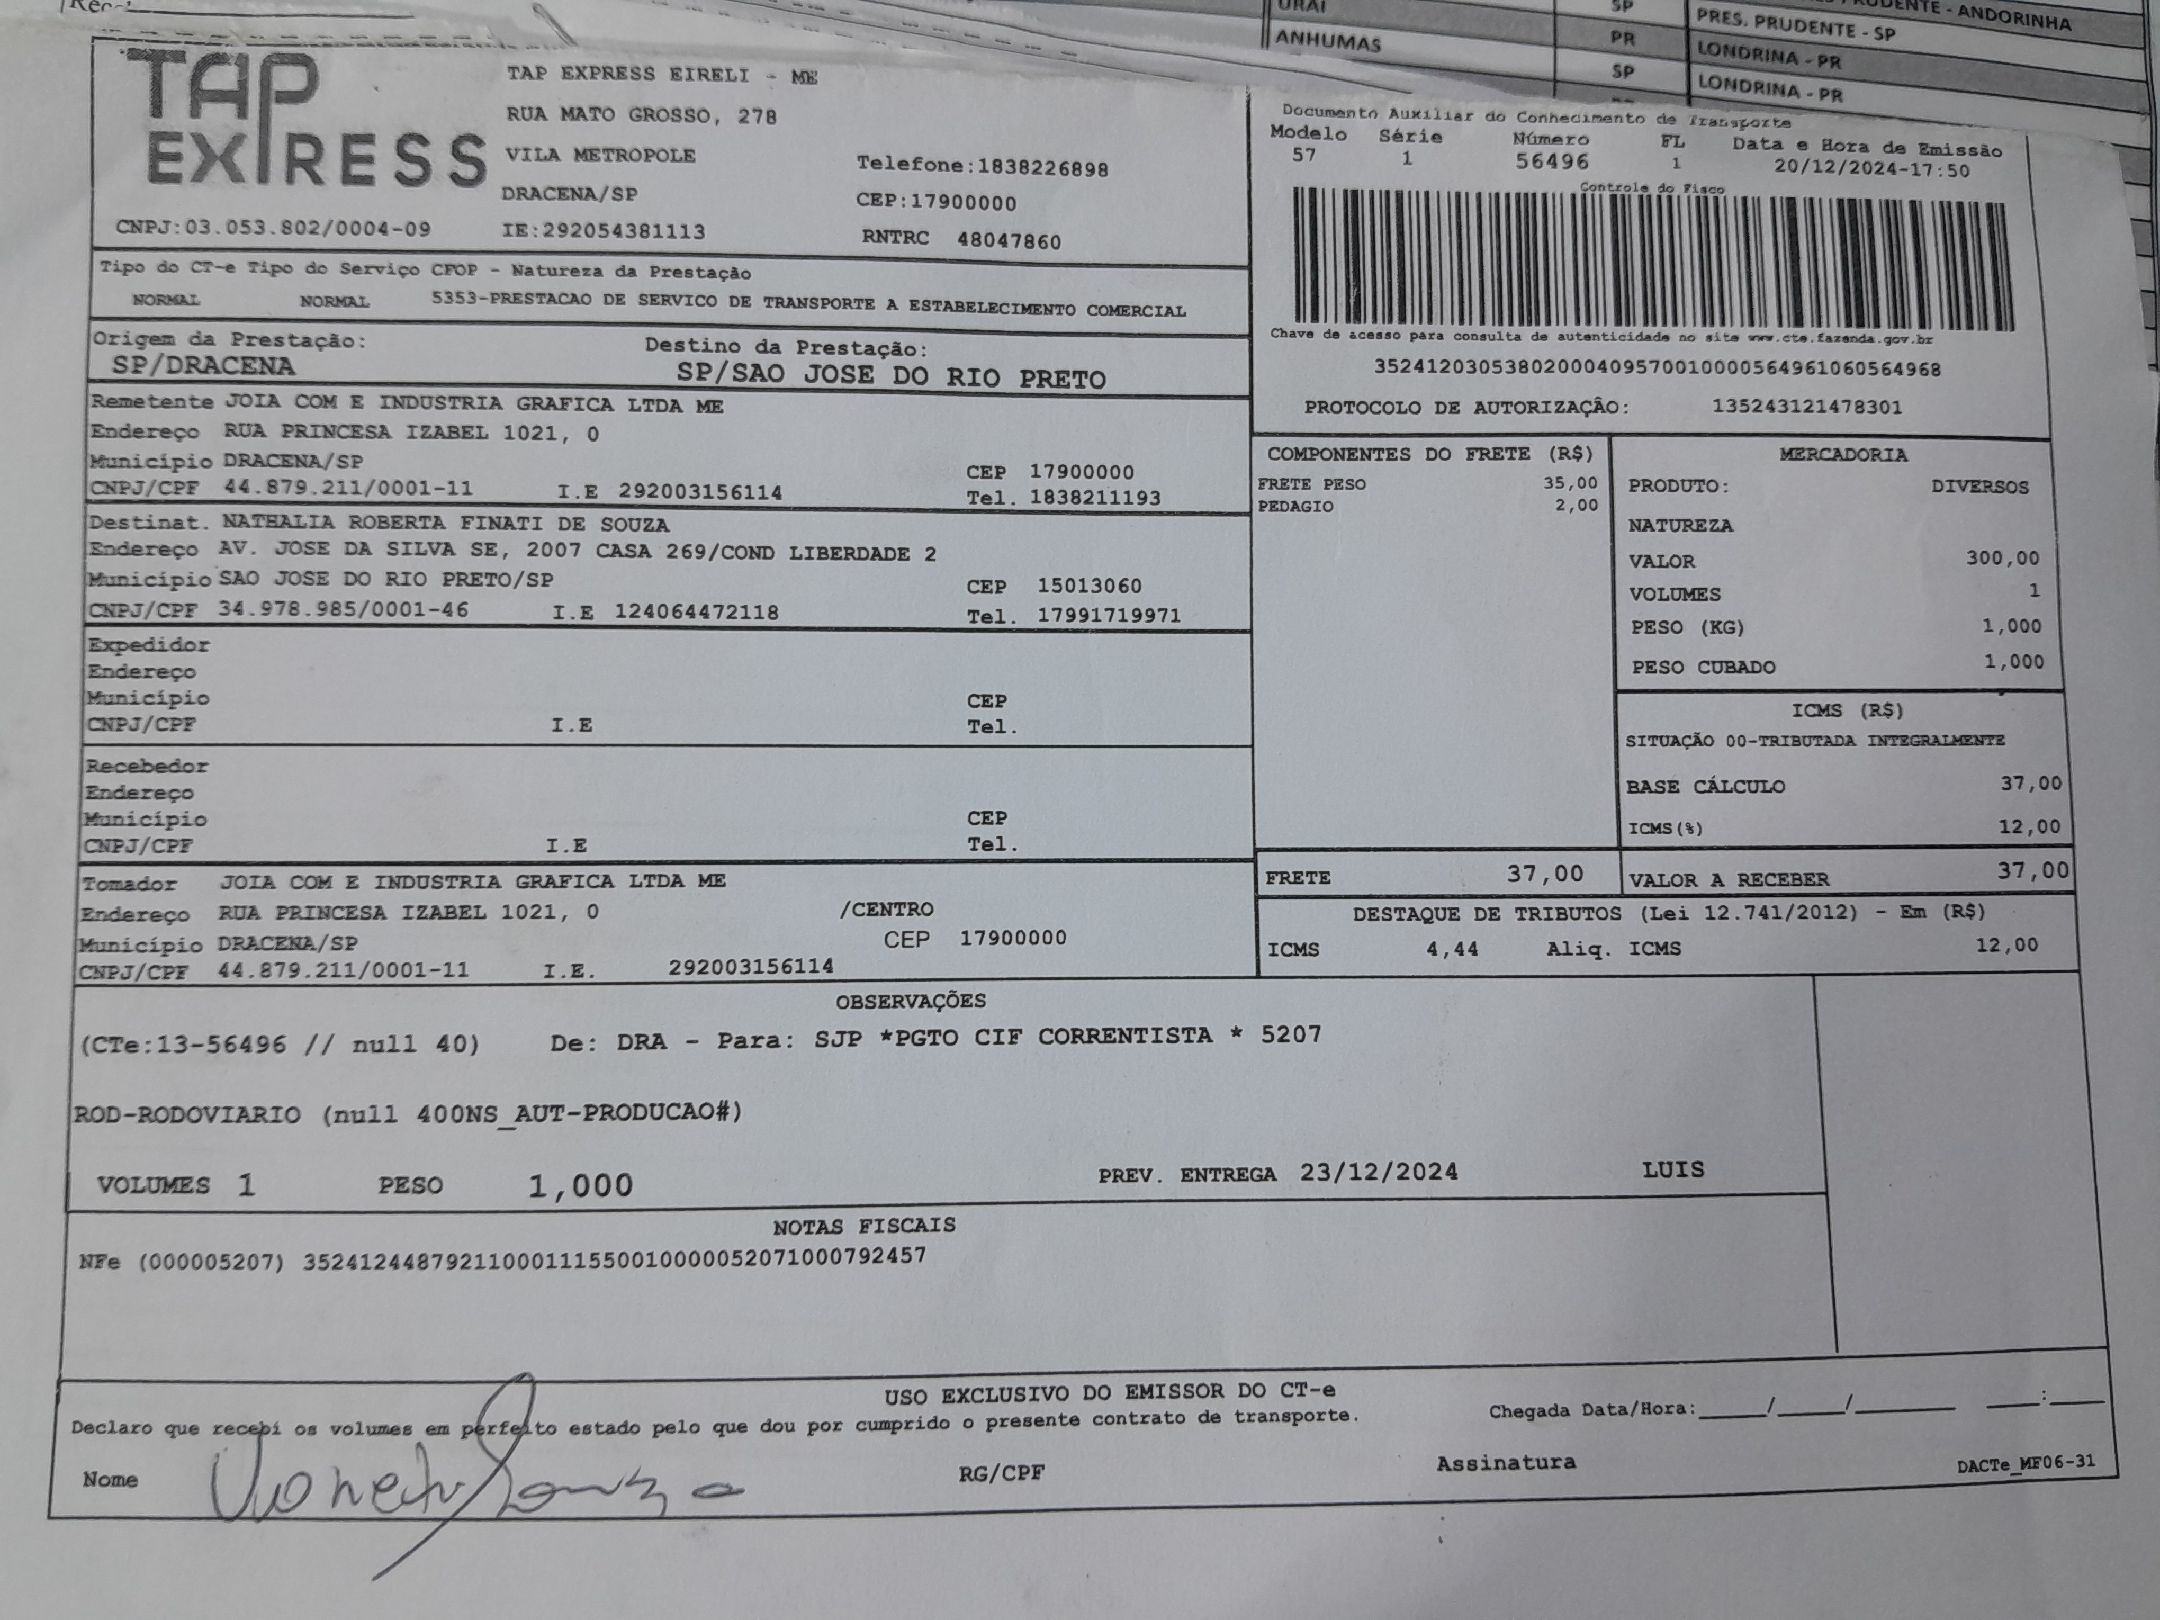 URAI SP
ANHUMAS PR PRES. PRUDENTE - SP
SP LONDRINA - PR
LONDRINA - PR
PRUDENTE - ANDORINHA
TAP EXPRESS
TAP EXPRESS EIRELI - ME
RUA MATO GROSSO, 278
VILA METROPOLE Telefone:1838226898
DRACENA/SP CEP:17900000
CNPJ:03.053.802/0004-09 IE:292054381113 RNTRC 48047860
Documento Auxiliar do Conhecimento de Transporte
Modelo Série Número FL Data e Hora de Emissão
57 1 56496 1 20/12/2024-17:50
Controle do Fisco
Chave de acesso para consulta de autenticidade no site www.cte.fazenda.gov.br
35241203053802000409570010000564961060564968
PROTOCOLO DE AUTORIZAÇÂO: 135243121478301
Tipo do CT-e Tipo do Serviço CFOP - Natureza da Prestação
NORMAL NORMAL 5353-PRESTACAO DE SERVICO DE TRANSPORTE A ESTABELECIMENTO COMERCIAL
Origem da Prestação: Destino da Prestação:
SP/DRACENA SP/SAO JOSE DO RIO PRETO
Remetente JOIA COM E INDUSTRIA GRAFICA LTDA ME
Endereço RUA PRINCESA IZABEL 1021, 0
Município DRACENA/SP CEP 17900000
CNPJ/CPF 44.879.211/0001-11 I.E 292003156114 Tel. 1838211193
Destinat. NATHALIA ROBERTA FINATI DE SOUZA
Endereço AV. JOSE DA SILVA SE, 2007 CASA 269/COND LIBERDADE 2
Município SAO JOSE DO RIO PRETO/SP CEP 15013060
CNPJ/CPF 34.978.985/0001-46 I.E 124064472118 Tel. 17991719971
Expedidor
Endereço
Município CEP
CNPJ/CPF I.E Tel.
Recebedor
Endereço
Município CEP
CNPJ/CPF I.E Tel.
Tomador JOIA COM E INDUSTRIA GRAFICA LTDA ME
Endereço RUA PRINCESA IZABEL 1021, 0 /CENTRO
Município DRACENA/SP CEP 17900000
CNPJ/CPF 44.879.211/0001-11 I.E. 292003156114
COMPONENTES DO FRETE (R$)
FRETE PESO 35,00
PEDAGIO 2,00
MERCADORIA
PRODUTO: DIVERSOS
NATUREZA
VALOR 300,00
VOLUMES 1
PESO (KG) 1,000
PESO CUBADO 1,000
ICMS (R$)
SITUAÇÃO 00-TRIBUTADA INTEGRALMENTE
BASE CÁLCULO 37,00
ICMS(%) 12,00
FRETE 37,00 VALOR A RECEBER 37,00
DESTAQUE DE TRIBUTOS (Lei 12.741/2012) - Em (R$)
ICMS 4,44 Aliq. ICMS 12,00
OBSERVAÇÕES
(CTe:13-56496 // null 40) De: DRA - Para: SJP *PGTO CIF CORRENTISTA * 5207
ROD-RODOVIARIO (null 400NS_AUT-PRODUCAO#)
VOLUMES 1 PESO 1,000 PREV. ENTREGA 23/12/2024 LUIS
NOTAS FISCAIS
NFe (000005207) 35241244879211000111550010000052071000792457
USO EXCLUSIVO DO EMISSOR DO CT-e
Declaro que recebi os volumes em perfeito estado pelo que dou por cumprido o presente contrato de transporte. Chegada Data/Hora:_____/_____/_______ ____:____
Nome RG/CPF Assinatura DACTe_MF06-31